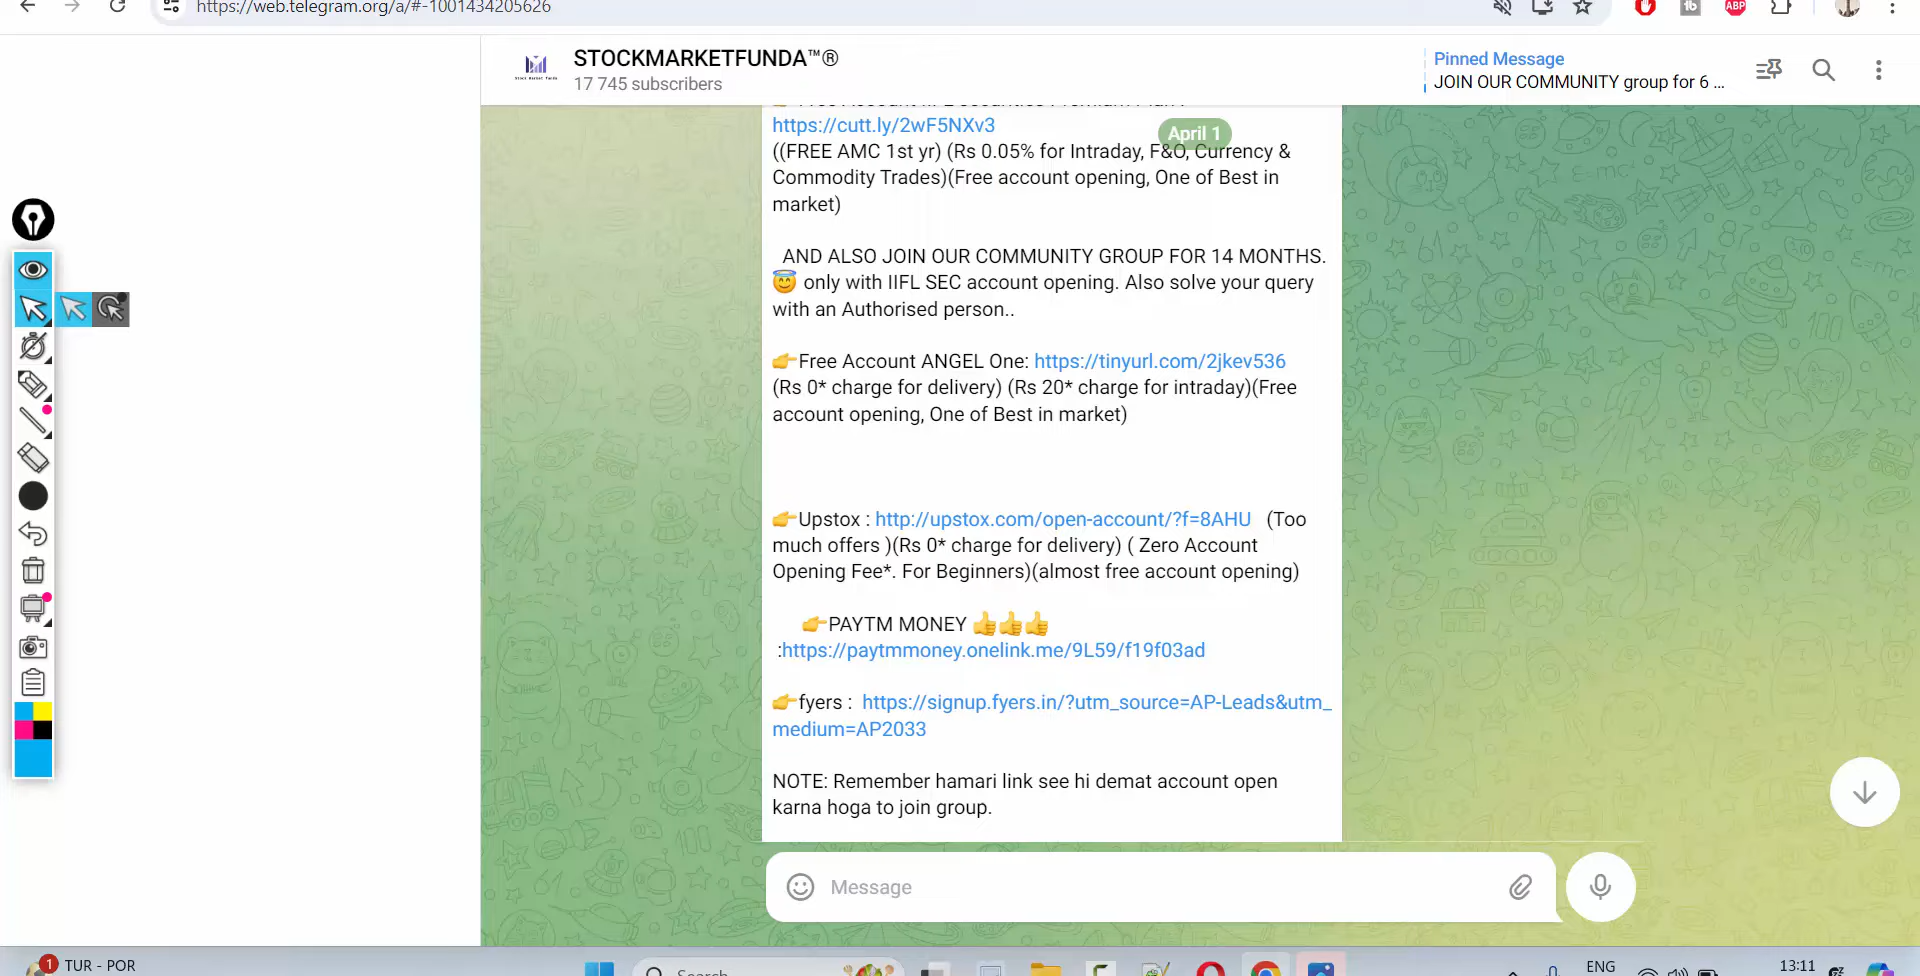 https://web.telegram.org/a/#-1001434205626
ABP
STOCKMARKETFUNDA™®
17 745 subscribers
Pinned Message
JOIN OUR COMMUNITY group for 6 ...
https://cutt.ly/2wF5NXv3
April 1
((FREE AMC 1st yr) (Rs 0.05% for Intraday, F&O, Currency &
Commodity Trades)(Free account opening, One of Best in
market)
AND ALSO JOIN OUR COMMUNITY GROUP FOR 14 MONTHS.
😇 only with IIFL SEC account opening. Also solve your query
with an Authorised person..
👉Free Account ANGEL One: https://tinyurl.com/2jkev536
(Rs 0* charge for delivery) (Rs 20* charge for intraday)(Free
account opening, One of Best in market)
👉Upstox : http://upstox.com/open-account/?f=8AHU (Too
much offers )(Rs 0* charge for delivery) ( Zero Account
Opening Fee*. For Beginners)(almost free account opening)
👉PAYTM MONEY 👍👍👍
:https://paytmmoney.onelink.me/9L59/f19f03ad
👉fyers : https://signup.fyers.in/?utm_source=AP-Leads&utm_
medium=AP2033
NOTE: Remember hamari link see hi demat account open
karna hoga to join group.
Message
1
TUR - POR
Search
ENG
13:11